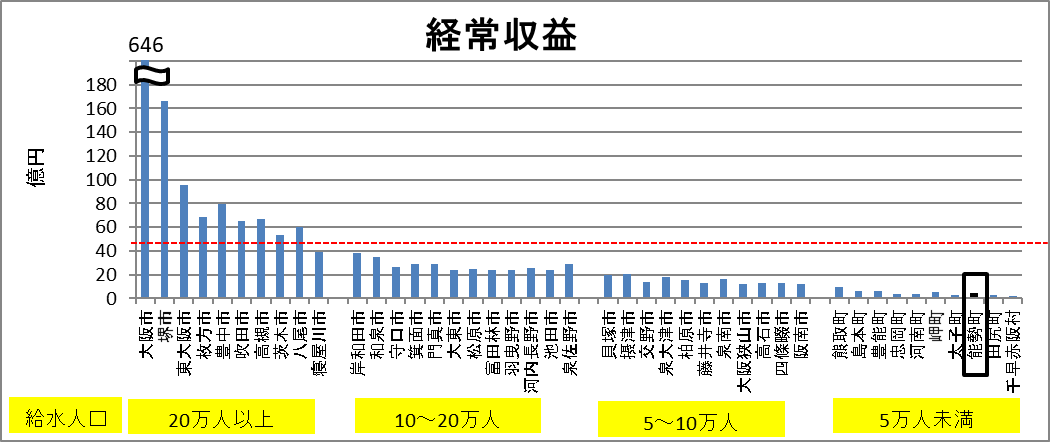 経常収益
646
億円
180
160
140
120
100
80
60
40
20
0
大阪市
堺市
東大阪市
枚方市
豊中市
吹田市
高槻市
茨木市
八尾市
寝屋川市
岸和田市
和泉市
守口市
箕面市
門真市
大東市
松原市
富田林市
羽曳野市
河内長野市
池田市
泉佐野市
貝塚市
摂津市
交野市
泉大津市
柏原市
藤井寺市
泉南市
大阪狭山市
高石市
四條畷市
阪南市
熊取町
島本町
豊能町
忠岡町
河南町
岬町
太子町
能勢町
田尻町
千早赤阪村
給水人口
20万人以上
10～20万人
5～10万人
5万人未満